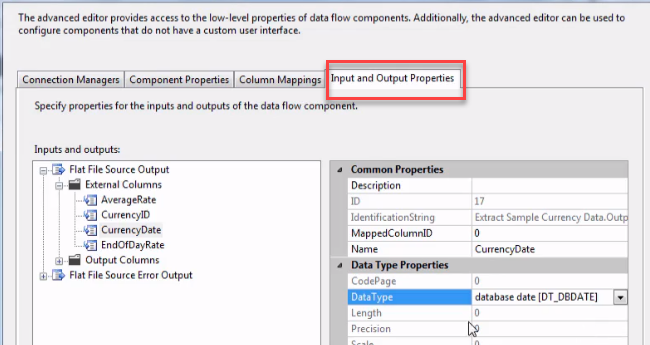 The advanced editor provides access to the low-level properties of data flow components. Additionally, the advanced editor can be used to
configure components that do not have a custom user interface.
Connection Managers Component Properties Column Mappings Input and Output Properties
Specify properties for the inputs and outputs of the data flow component.
Inputs and outputs:
Flat File Source Output
External Columns
AverageRate
CurrencyID
CurrencyDate
EndOfDayRate
Output Columns
Flat File Source Error Output
Common Properties
Description
ID 17
IdentificationString Extract Sample Currency Data.Outp
MappedColumnID 0
Name CurrencyDate
Data Type Properties
CodePage 0
DataType database date [DT_DBDATE]
Length 0
Precision 0
Scale 0